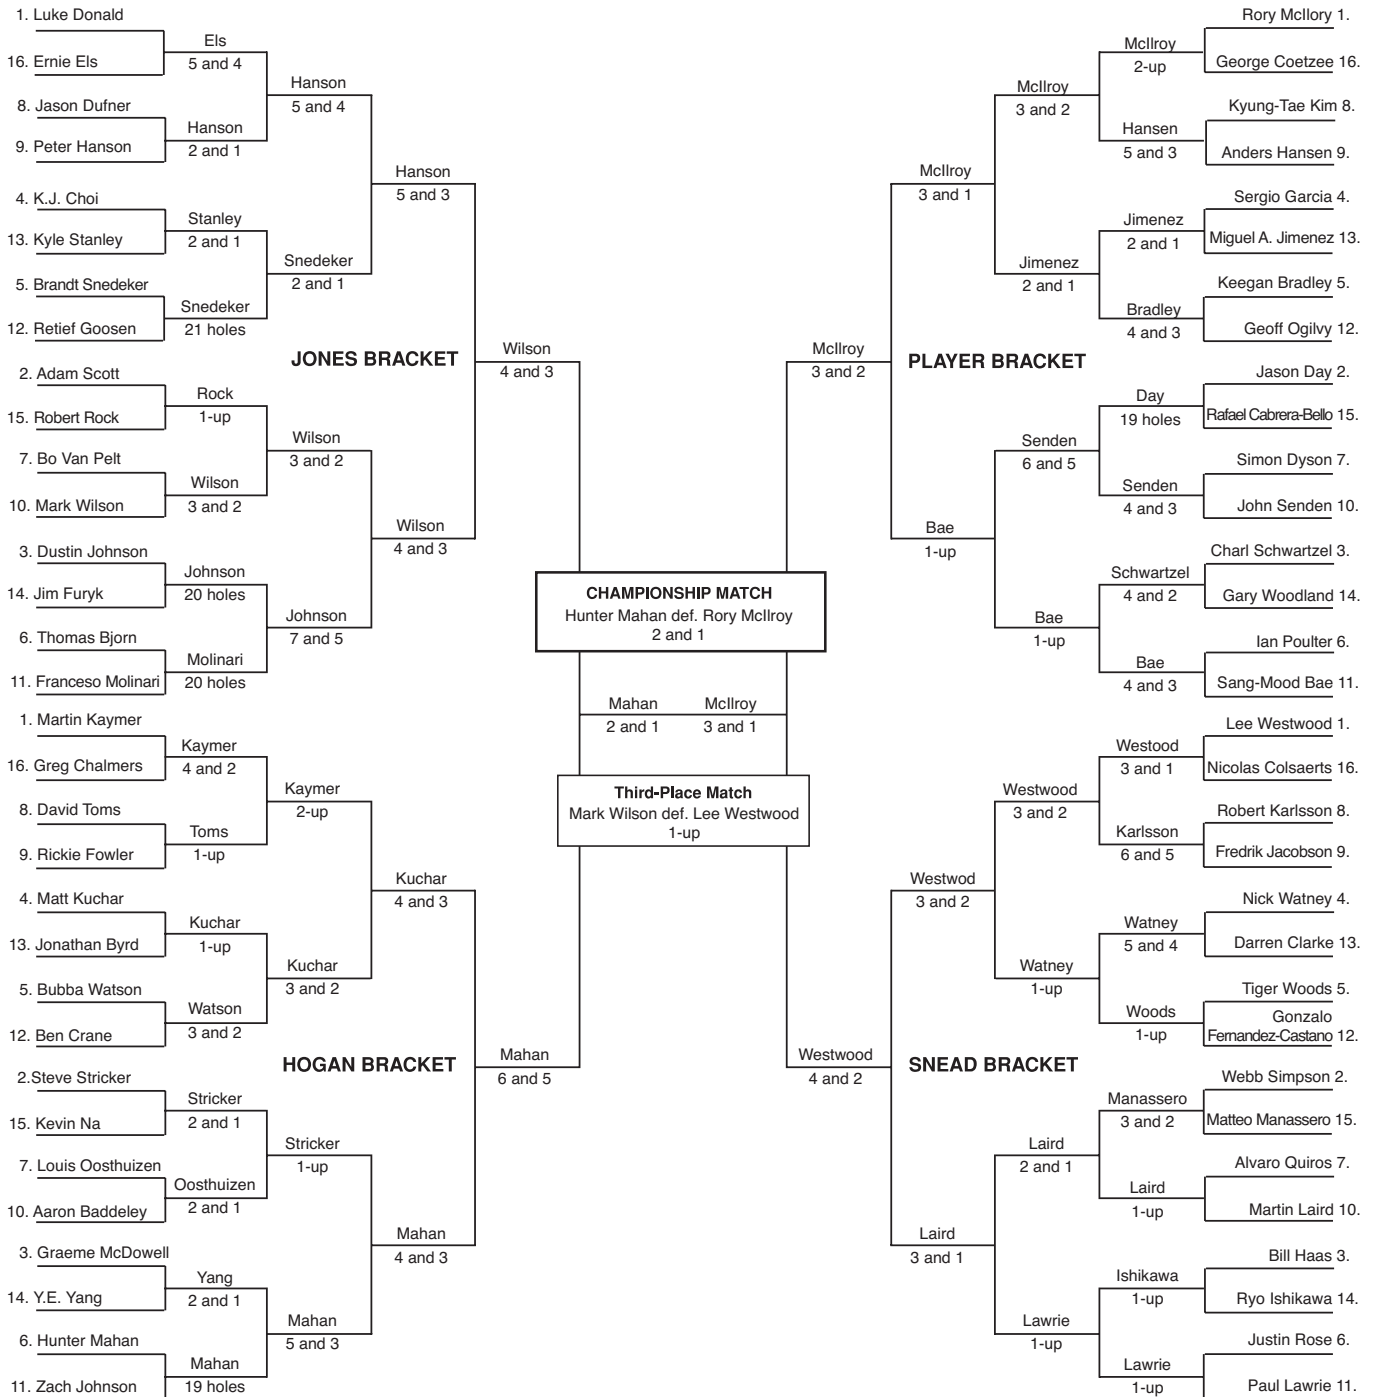 1. Luke Donald
Els
16. Ernie Els
5 and 4
Hanson
5 and 4
8. Jason Dufner
Hanson
9. Peter Hanson
2 and 1
Hanson
5 and 3
4. K.J. Choi
Stanley
13. Kyle Stanley
2 and 1
Snedeker
2 and 1
5. Brandt Snedeker
Snedeker
12. Retief Goosen
21 holes
JONES BRACKET
Wilson
4 and 3
2. Adam Scott
Rock
15. Robert Rock
1-up
Wilson
3 and 2
7. Bo Van Pelt
Wilson
10. Mark Wilson
3 and 2
Wilson
4 and 3
3. Dustin Johnson
Johnson
14. Jim Furyk
20 holes
Johnson
7 and 5
6. Thomas Bjorn
Molinari
11. Franceso Molinari
20 holes
1. Martin Kaymer
Kaymer
16. Greg Chalmers
4 and 2
Kaymer
2-up
8. David Toms
Toms
9. Rickie Fowler
1-up
Kuchar
4 and 3
4. Matt Kuchar
Kuchar
13. Jonathan Byrd
1-up
Kuchar
3 and 2
5. Bubba Watson
Watson
12. Ben Crane
3 and 2
HOGAN BRACKET
Mahan
6 and 5
2.Steve Stricker
Stricker
15. Kevin Na
2 and 1
Stricker
1-up
7. Louis Oosthuizen
Oosthuizen
10. Aaron Baddeley
2 and 1
Mahan
4 and 3
3. Graeme McDowell
Yang
14. Y.E. Yang
2 and 1
Mahan
5 and 3
6. Hunter Mahan
Mahan
11. Zach Johnson
19 holes
CHAMPIONSHIP MATCH
Hunter Mahan def. Rory McIlroy
2 and 1
Mahan
2 and 1
McIlroy
3 and 1
Third-Place Match
Mark Wilson def. Lee Westwood
1-up
Rory McIlory 1.
McIlroy
2-up
George Coetzee 16.
McIlroy
3 and 2
Kyung-Tae Kim 8.
Hansen
5 and 3
Anders Hansen 9.
McIlroy
3 and 1
Sergio Garcia 4.
Jimenez
2 and 1
Miguel A. Jimenez 13.
Jimenez
2 and 1
Keegan Bradley 5.
Bradley
4 and 3
Geoff Ogilvy 12.
McIlroy
3 and 2
PLAYER BRACKET
Jason Day 2.
Day
19 holes
Rafael Cabrera-Bello 15.
Senden
6 and 5
Simon Dyson 7.
Senden
4 and 3
John Senden 10.
Bae
1-up
Charl Schwartzel 3.
Schwartzel
4 and 2
Gary Woodland 14.
Bae
1-up
Ian Poulter 6.
Bae
4 and 3
Sang-Mood Bae 11.
Lee Westwood 1.
Westood
3 and 1
Nicolas Colsaerts 16.
Westwood
3 and 2
Robert Karlsson 8.
Karlsson
6 and 5
Fredrik Jacobson 9.
Westwod
3 and 2
Nick Watney 4.
Watney
5 and 4
Darren Clarke 13.
Watney
1-up
Tiger Woods 5.
Woods
1-up
Gonzalo
Fernandez-Castano 12.
Westwood
4 and 2
SNEAD BRACKET
Webb Simpson 2.
Manassero
3 and 2
Matteo Manassero 15.
Laird
2 and 1
Alvaro Quiros 7.
Laird
1-up
Martin Laird 10.
Laird
3 and 1
Bill Haas 3.
Ishikawa
1-up
Ryo Ishikawa 14.
Lawrie
1-up
Justin Rose 6.
Lawrie
1-up
Paul Lawrie 11.